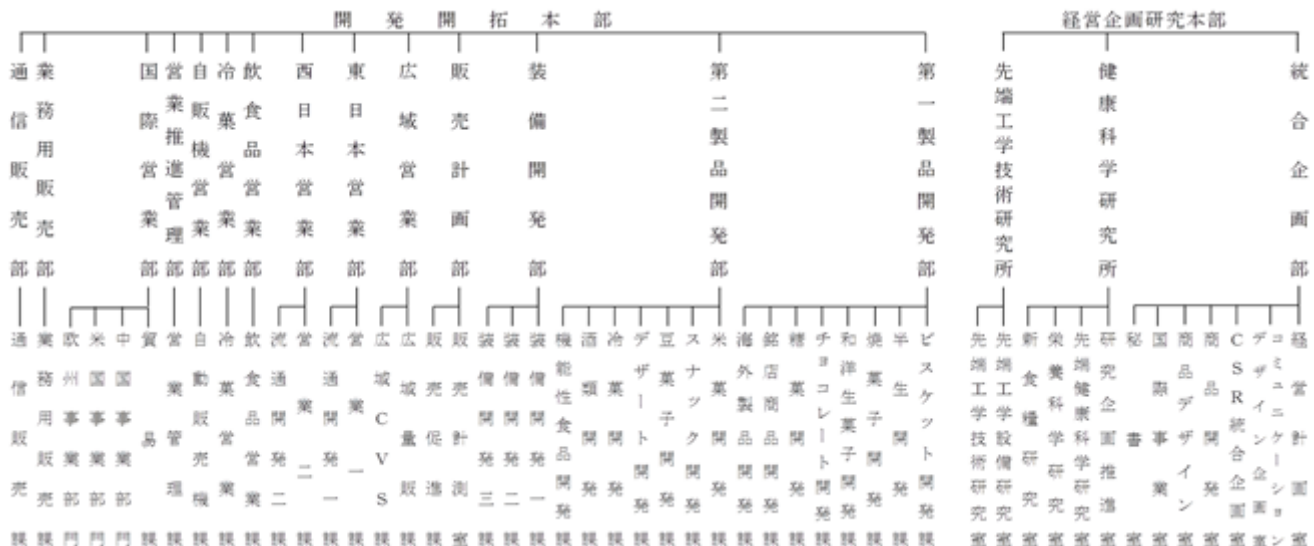 経営企画研究本部
統合企画部
経営計画室
コミュニケーション
デザイン企画室
CSR統合企画室
商品開発室
商品デザイン室
国際事業室
秘書室
健康科学研究所
研究企画推進室
先端健康科学研究室
栄養科学研究室
新食糧研究室
先端工学技術研究所
先端工学設備研究室
先端工学技術研究室
開発開拓本部
第一製品開発部
ビスケット開発課
半生開発課
焼菓子開発課
和洋生菓子開発課
チョコレート開発課
糖菓開発課
銘店商品開発課
海外製品開発課
第二製品開発部
米菓開発課
スナック開発課
豆菓子開発課
デザート開発課
冷菓開発課
酒類開発課
機能性食品開発課
装備開発部
装備開発一課
装備開発二課
装備開発三課
販売計画部
販売計測室
販売促進課
広域営業部
広域量販課
広域CVS課
東日本営業部
営業一課
流通開発一課
西日本営業部
営業二課
流通開発二課
飲食品営業部
飲食品営業課
冷菓営業部
冷菓営業課
自販機営業部
自動販売機課
営業推進管理部
営業管理課
国際営業部
貿易課
中国事業部門
米国事業部門
欧州事業部門
業務用販売部
業務用販売課
通信販売部
通信販売課